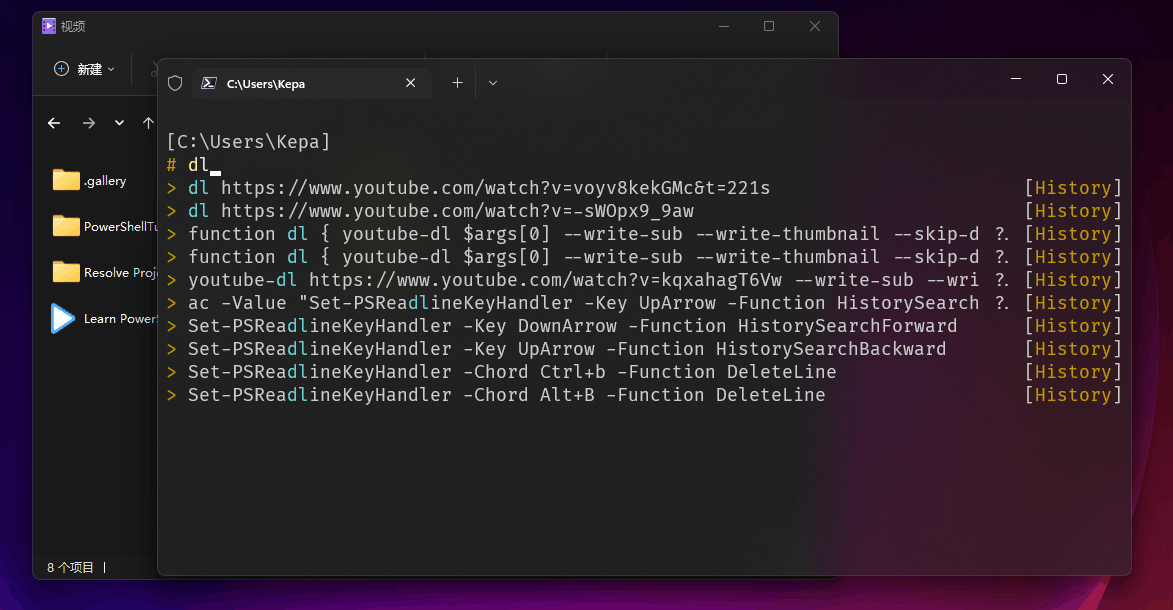 视频
新建
C:\Users\Kepa
.gallery
PowerShellTu
Resolve Proj
Learn PowerS
8 个项目
[C:\Users\Kepa]
# dl
> dl https://www.youtube.com/watch?v=voyv8kekGMc&t=221s [History]
> dl https://www.youtube.com/watch?v=-sWOpx9_9aw [History]
> function dl { youtube-dl $args[0] --write-sub --write-thumbnail --skip-d ?. [History]
> function dl { youtube-dl $args[0] --write-sub --write-thumbnail --skip-d ?. [History]
> youtube-dl https://www.youtube.com/watch?v=kqxahagT6Vw --write-sub --wri ?. [History]
> ac -Value "Set-PSReadlineKeyHandler -Key UpArrow -Function HistorySearch ?. [History]
> Set-PSReadlineKeyHandler -Key DownArrow -Function HistorySearchForward [History]
> Set-PSReadlineKeyHandler -Key UpArrow -Function HistorySearchBackward [History]
> Set-PSReadlineKeyHandler -Chord Ctrl+b -Function DeleteLine [History]
> Set-PSReadlineKeyHandler -Chord Alt+B -Function DeleteLine [History]